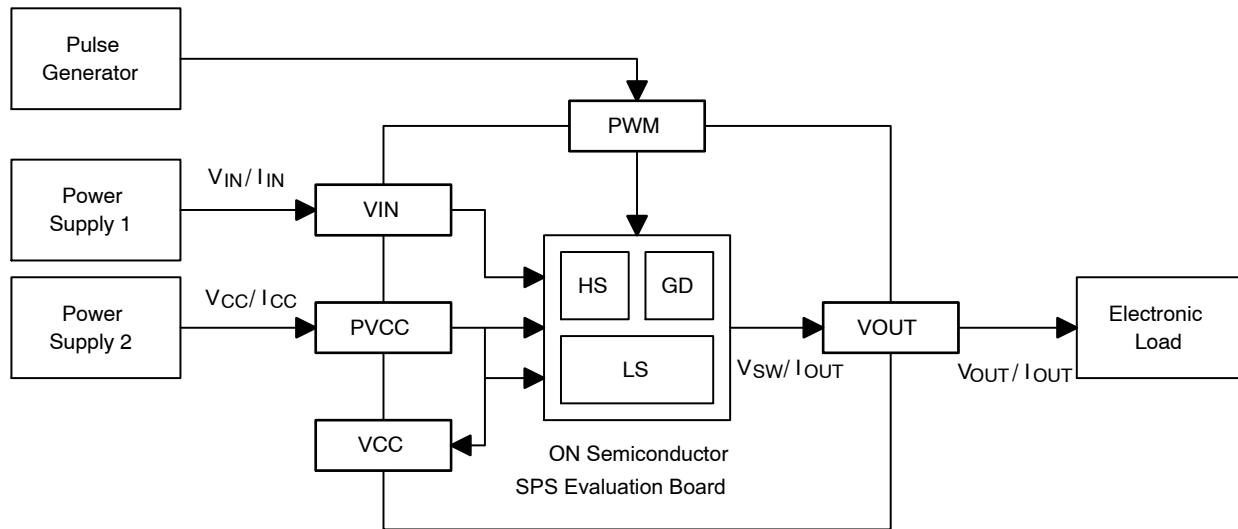 Pulse
Generator
PWM
Power
Supply 1
VIN / IIN
VIN
Power
Supply 2
VCC / ICC
PVCC
VCC
HS
GD
LS
VSW / IOUT
VOUT
VOUT / IOUT
Electronic
Load
ON Semiconductor
SPS Evaluation Board